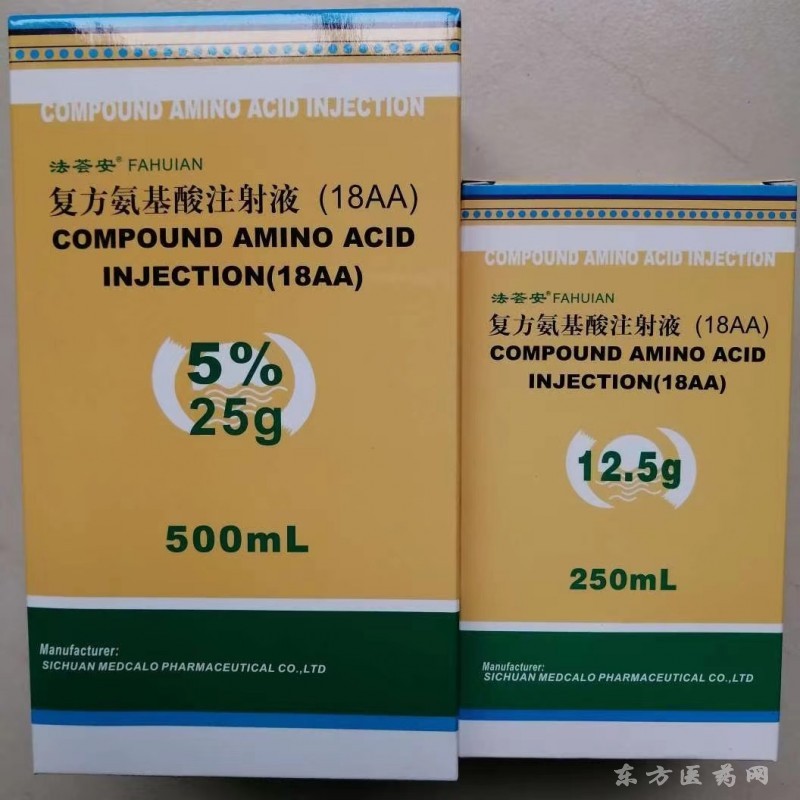 COMPOUND AMINO ACID INJECTION
法荟安® FAHUIAN
复方氨基酸注射液 (18AA)
COMPOUND AMINO ACID
INJECTION(18AA)
5%
25g
500mL
Manufacturer:
SICHUAN MEDCALO PHARMACEUTICAL CO.,LTD
COMPOUND AMINO ACID INJECTION
法荟安® FAHUIAN
复方氨基酸注射液 (18AA)
COMPOUND AMINO ACID
INJECTION(18AA)
12.5g
250mL
Manufacturer:
SICHUAN MEDCALO PHARMACEUTICAL CO.,LTD
东方医药网